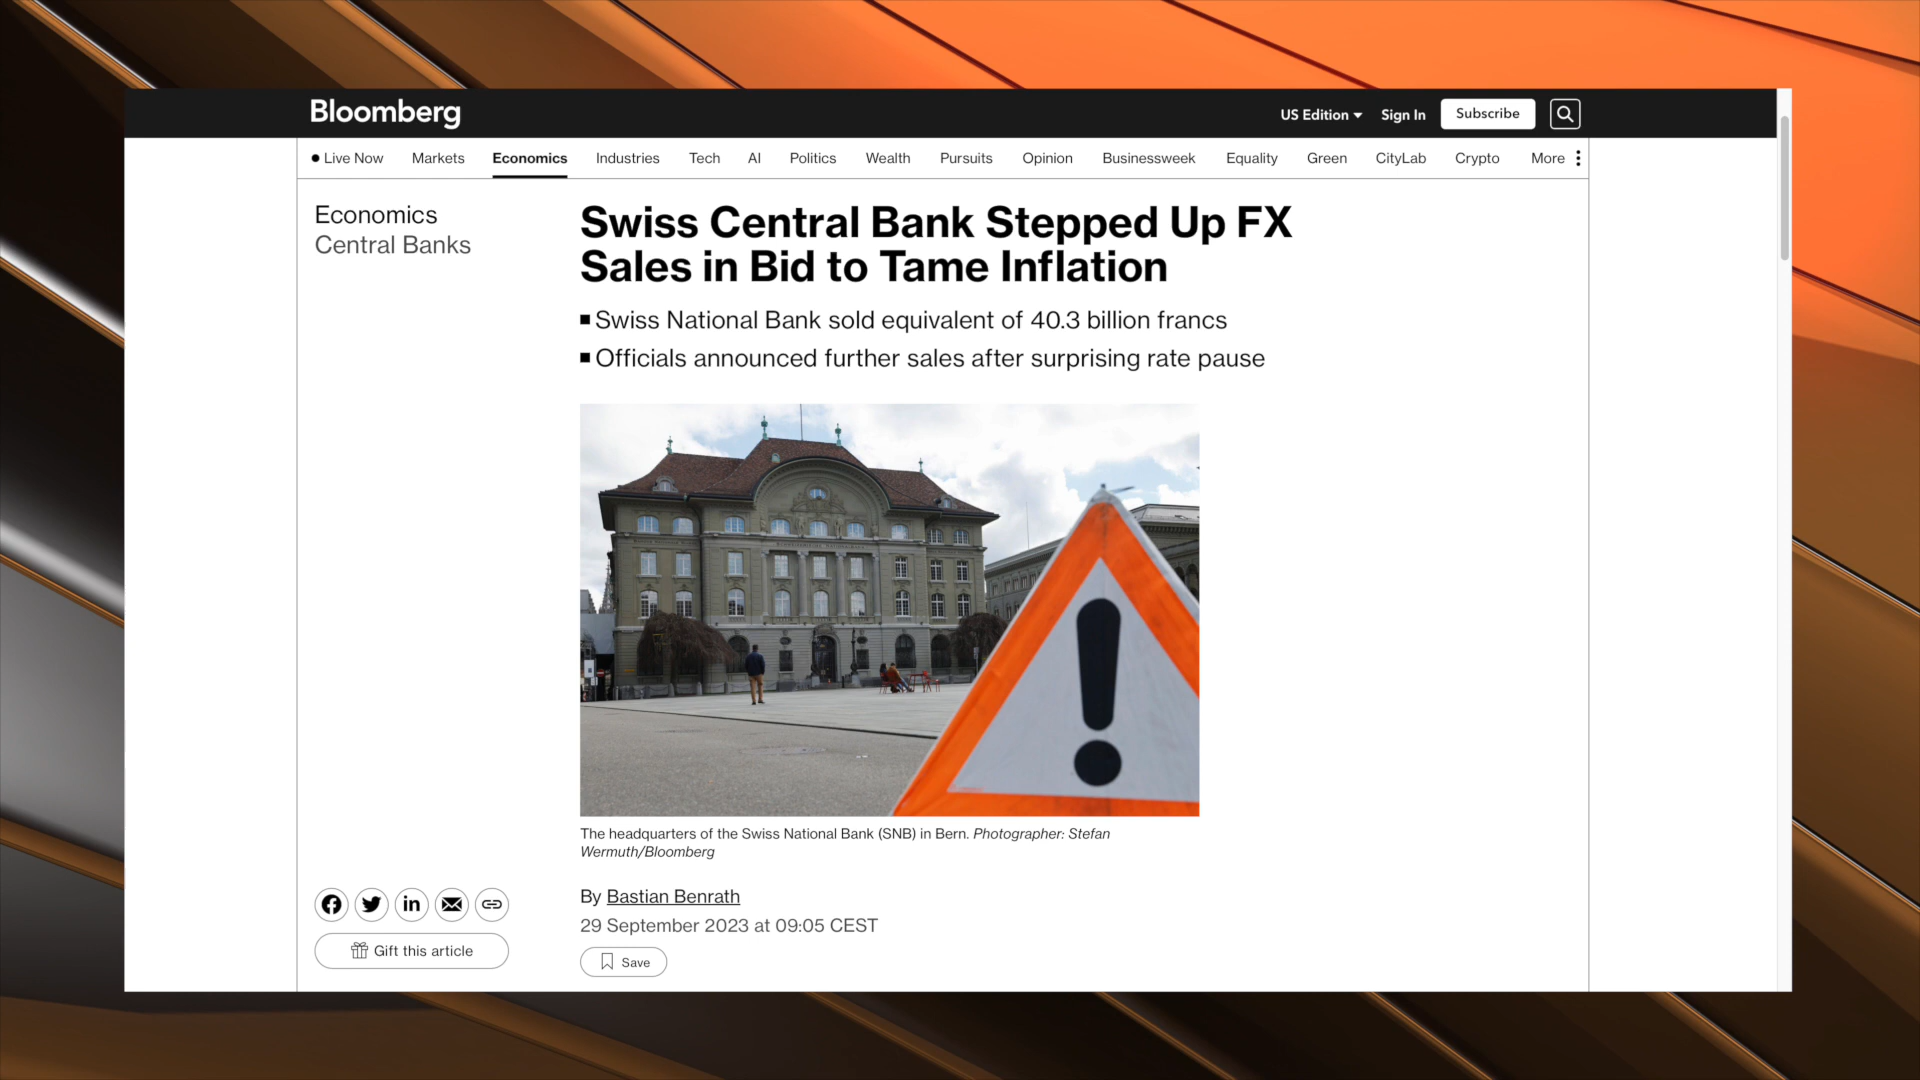 Bloomberg
US Edition
Sign In
Subscribe
Live Now
Markets
Economics
Industries
Tech
AI
Politics
Wealth
Pursuits
Opinion
Businessweek
Equality
Green
CityLab
Crypto
More
Economics
Central Banks
Swiss Central Bank Stepped Up FX
Sales in Bid to Tame Inflation
Swiss National Bank sold equivalent of 40.3 billion francs
Officials announced further sales after surprising rate pause
The headquarters of the Swiss National Bank (SNB) in Bern. Photographer: Stefan
Wermuth/Bloomberg
By Bastian Benrath
29 September 2023 at 09:05 CEST
Save
Gift this article